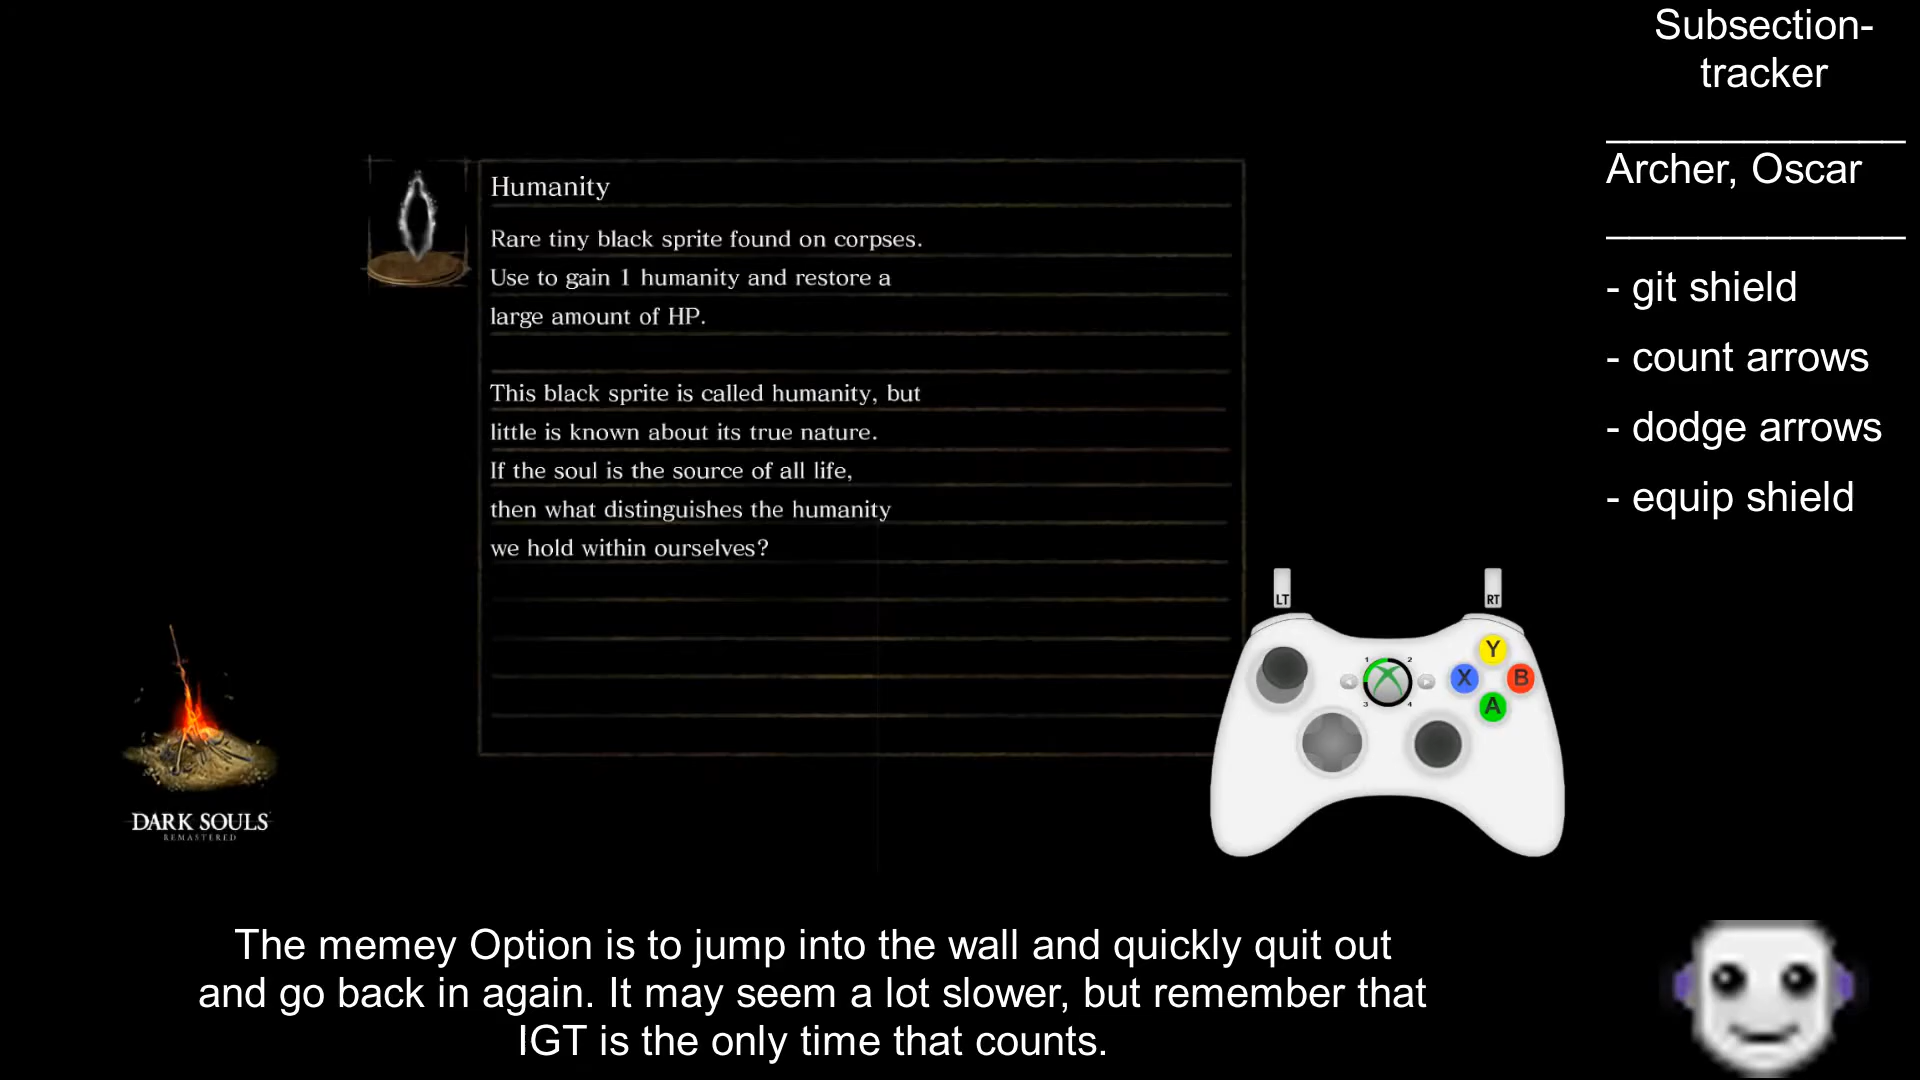 Subsection-
tracker
Archer, Oscar
- git shield
- count arrows
- dodge arrows
- equip shield
Humanity
Rare tiny black sprite found on corpses.
Use to gain 1 humanity and restore a
large amount of HP.
This black sprite is called humanity, but
little is known about its true nature.
If the soul is the source of all life,
then what distinguishes the humanity
we hold within ourselves?
LT
RT
1
2
3
4
Y
X
B
A
DARK SOULS
REMASTERED
The memey Option is to jump into the wall and quickly quit out
and go back in again. It may seem a lot slower, but remember that
IGT is the only time that counts.